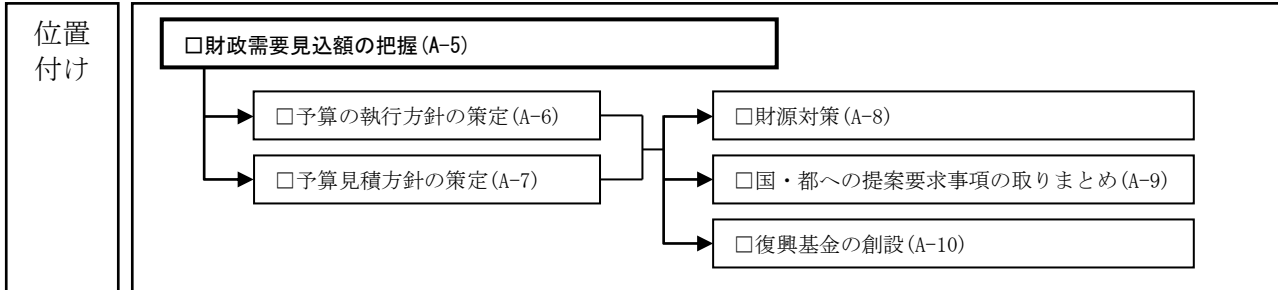 位置
付け
□財政需要見込額の把握(A-5)
□予算の執行方針の策定(A-6)
□財源対策(A-8)
□予算見積方針の策定(A-7)
□国・都への提案要求事項の取りまとめ(A-9)
□復興基金の創設(A-10)